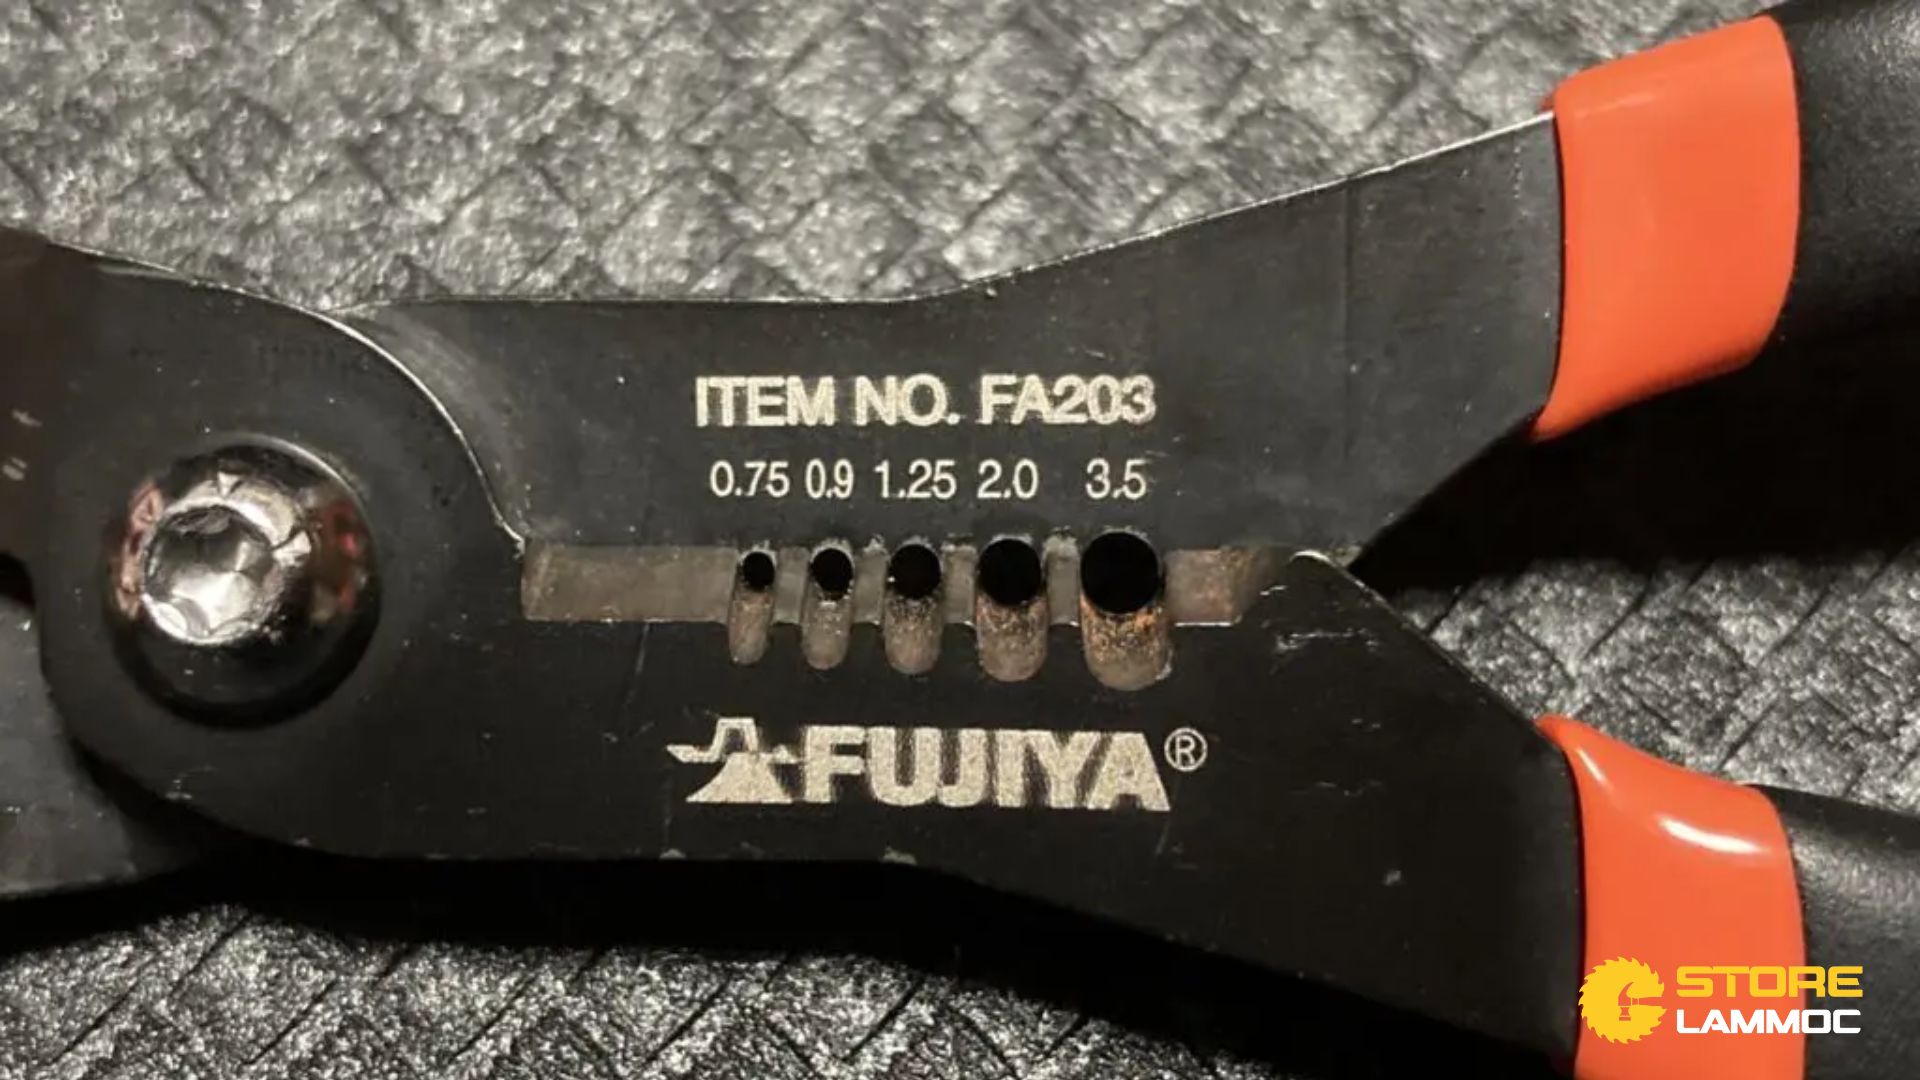 ITEM NO. FA203
0.75 0.9 1.25 2.0 3.5
FUJIYA®
STORE
LAMMOC